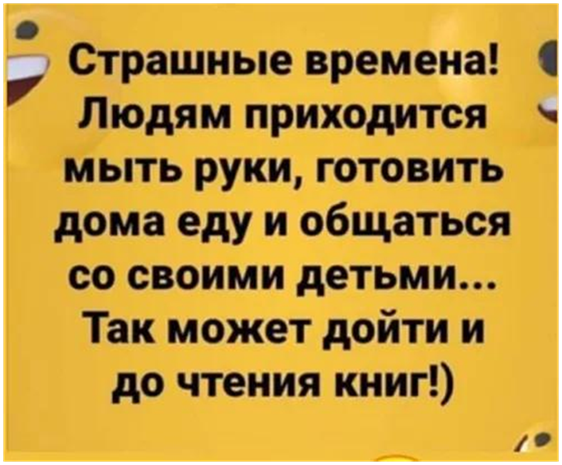 Страшные времена!
Людям приходится
мыть руки, готовить
дома еду и общаться
со своими детьми...
Так может дойти и
до чтения книг!)